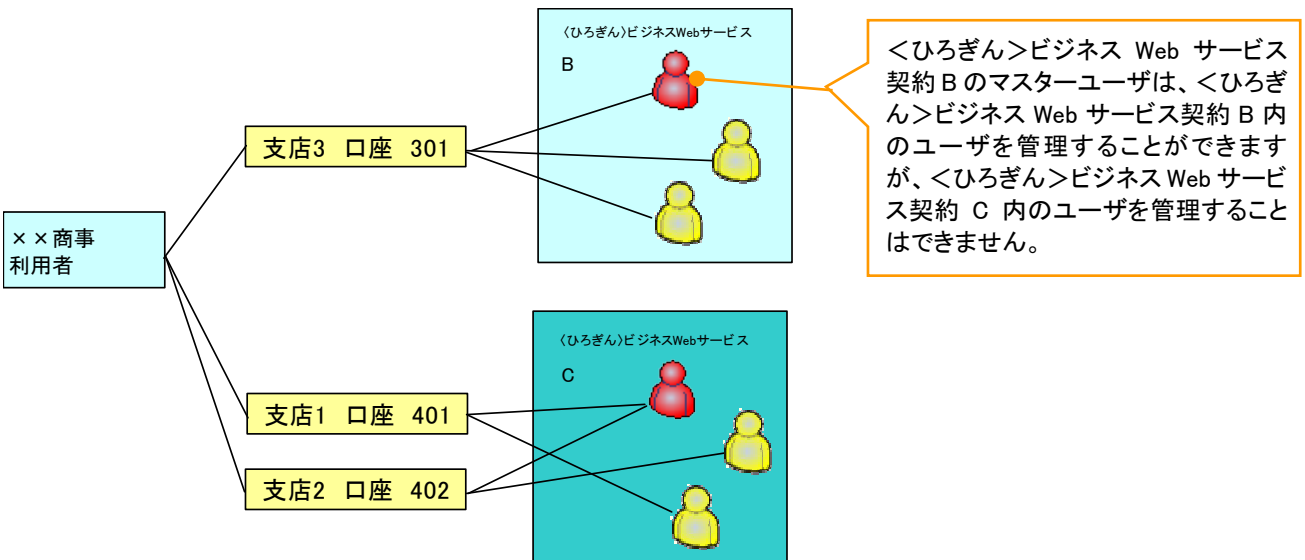 ××商事
利用者
支店3 口座 301
支店1 口座 401
支店2 口座 402
〈ひろぎん〉ビジネスWebサービス
B
〈ひろぎん〉ビジネスWebサービス
C
＜ひろぎん＞ビジネス Web サービス
契約 B のマスターユーザは、＜ひろぎ
ん＞ビジネス Web サービス契約 B 内
のユーザを管理することができます
が、＜ひろぎん＞ビジネス Web サービ
ス契約 C 内のユーザを管理すること
はできません。